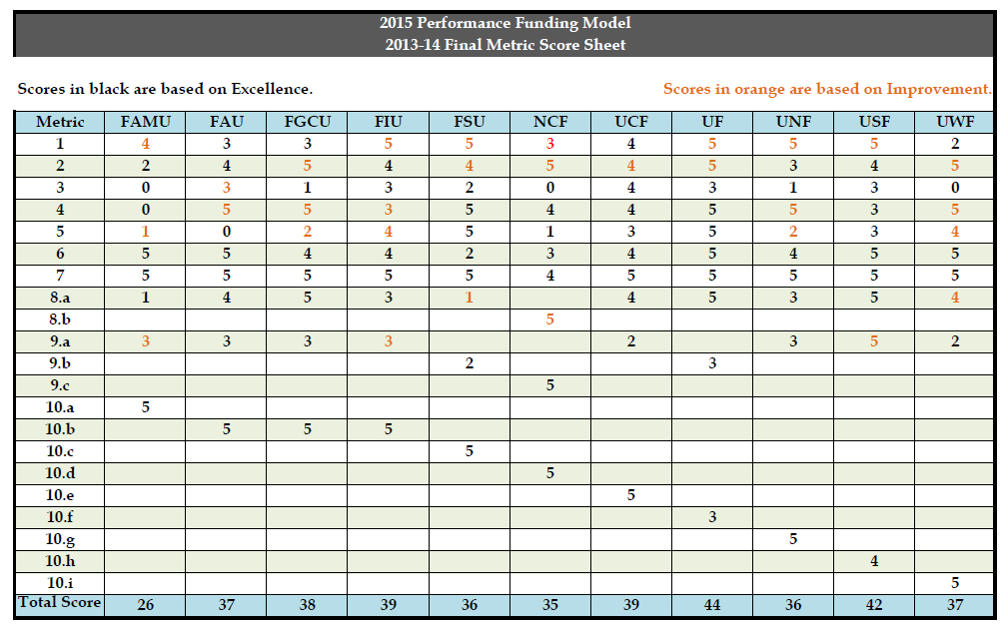 2015 Performance Funding Model
2013-14 Final Metric Score Sheet
Scores in black are based on Excellence. Scores in orange are based on Improvement.
Metric FAMU FAU FGCU FIU FSU NCF UCF UF UNF USF UWF
1 4 3 3 5 5 3 4 5 5 5 2
2 2 4 5 4 4 5 4 5 3 4 5
3 0 3 1 3 2 0 4 3 1 3 0
4 0 5 5 3 5 4 4 5 5 3 5
5 1 0 2 4 5 1 3 5 2 3 4
6 5 5 4 4 2 3 4 5 4 5 5
7 5 5 5 5 5 4 5 5 5 5 5
8.a 1 4 5 3 1 4 5 3 5 4
8.b 5
9.a 3 3 3 3 2 3 5 2
9.b 2 3
9.c 5
10.a 5
10.b 5 5 5
10.c 5
10.d 5
10.e 5
10.f 3
10.g 5
10.h 4
10.i 5
Total Score 26 37 38 39 36 35 39 44 36 42 37